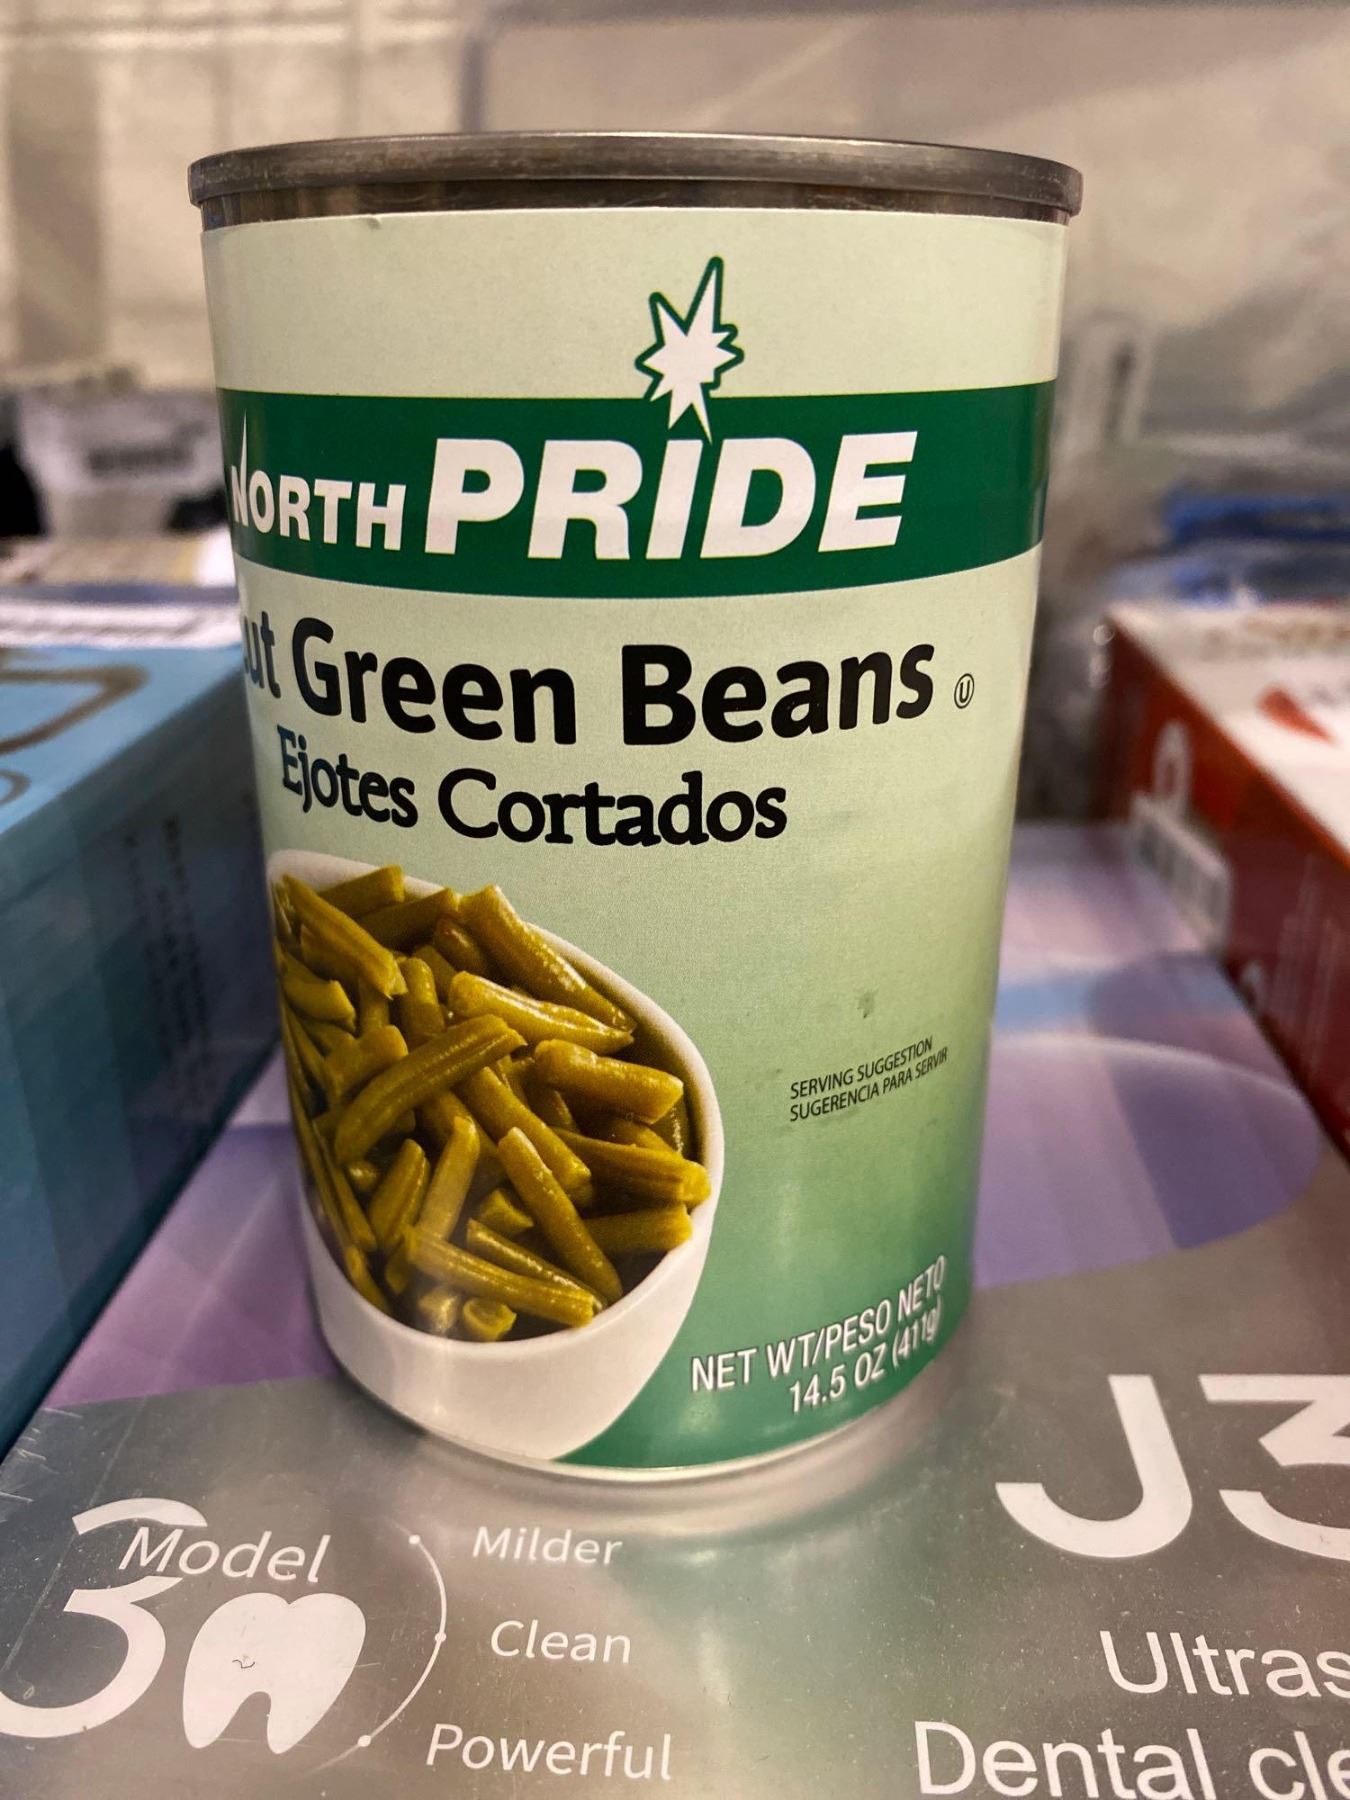 NORTH PRIDE
ut Green Beans Ⓤ
Ejotes Cortados
SERVING SUGGESTION
SUGERENCIA PARA SERVIR
NET WT/PESO NETO
14.5 OZ (411g)
J3
Model
3
Milder
Clean
Powerful
Ultras
Dental cle